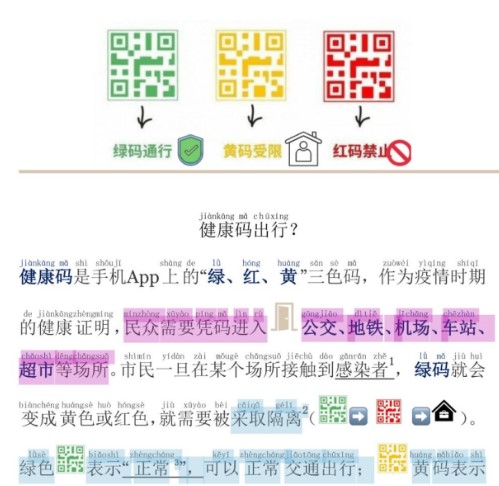 绿码通行 黄码受限 红码禁止
jiànkāng mǎ chūxíng
健康码出行？
jiànkāng mǎ shì shǒujī shàng de lǜ hóng huáng sān sè mǎ zuòwéi yìqíng shíqī
健康码是手机App上的“绿、红、黄”三色码，作为疫情时期
de jiànkāngzhèngmíng mínzhòng xūyào píng mǎ jìn rù gōngjiāo dìtiě jīchǎng chēzhàn
的健康证明，民众需要凭码进入 公交、地铁、机场、车站、
chāoshì děngchǎngsuǒ shìmín yídàn zài mǒugè chǎngsuǒ jiēchù dào gǎnrǎn zhě lǜ mǎ jiù huì
超市等场所。市民一旦在某个场所接触到感染者1，绿码就会
biànchéng huángsè huò hóngsè jiù xūyào bèi cǎiqǔ gélí
变成黄色或红色，就需要被采取隔离2（ ）。
lǜsè biǎoshì zhèngcháng kěyǐ zhèngcháng jiāotōng chūxíng huáng mǎbiǎo shì
绿色 表示“正常3”，可以正常交通出行； 黄码表示